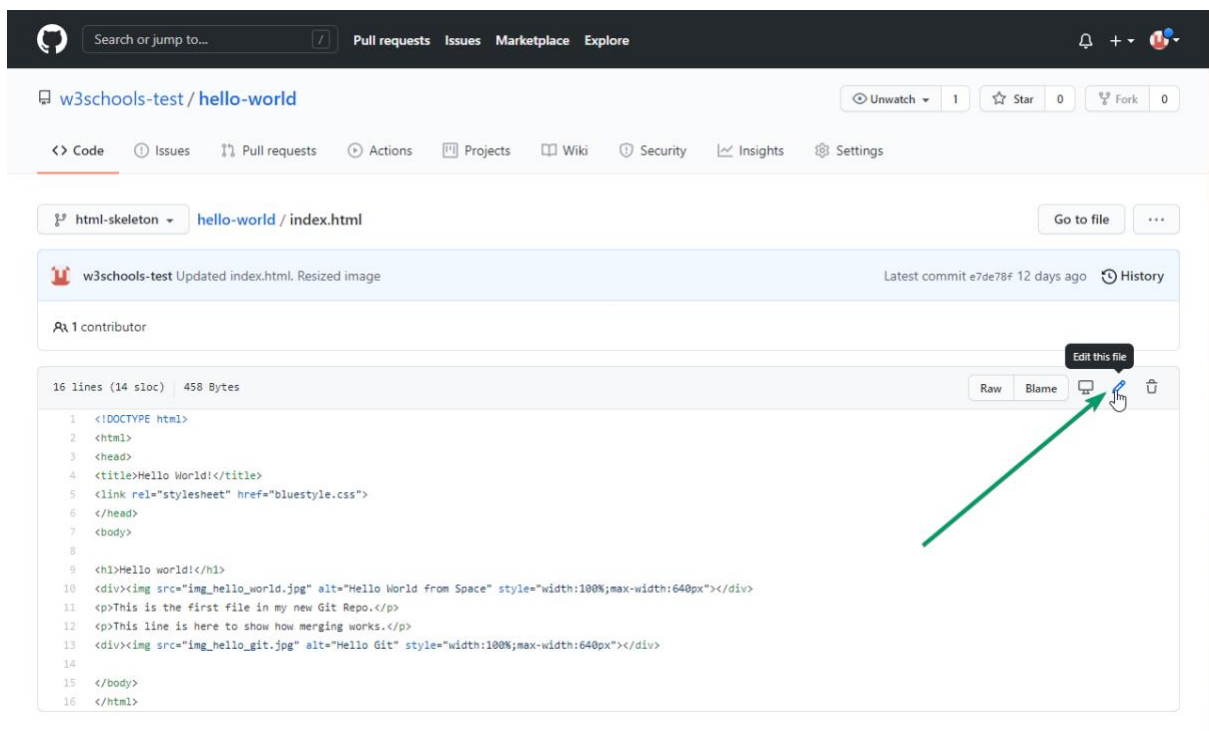 Search or jump to... / Pull requests Issues Marketplace Explore
w3schools-test / hello-world Unwatch 1 Star 0 Fork 0
<> Code Issues Pull requests Actions Projects Wiki Security Insights Settings
html-skeleton hello-world / index.html Go to file ...
w3schools-test Updated index.html. Resized image Latest commit e7de78f 12 days ago History
1 contributor
Edit this file
16 lines (14 sloc) 458 Bytes Raw Blame
1 <!DOCTYPE html>
2 <html>
3 <head>
4 <title>Hello World!</title>
5 <link rel="stylesheet" href="bluestyle.css">
6 </head>
7 <body>
8
9 <h1>Hello world!</h1>
10 <div><img src="img_hello_world.jpg" alt="Hello World from Space" style="width:100%;max-width:640px"></div>
11 <p>This is the first file in my new Git Repo.</p>
12 <p>This line is here to show how merging works.</p>
13 <div><img src="img_hello_git.jpg" alt="Hello Git" style="width:100%;max-width:640px"></div>
14
15 </body>
16 </html>